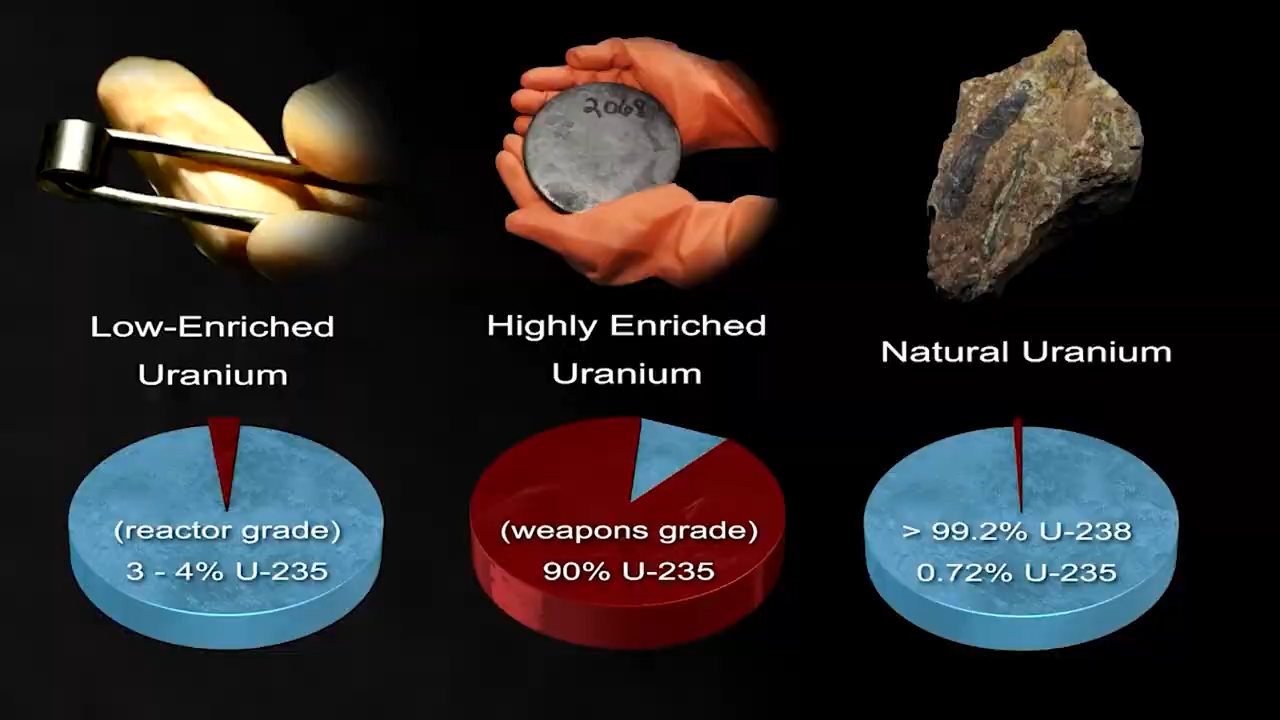 2068
Low-Enriched
Uranium
(reactor grade)
3 - 4% U-235
Highly Enriched
Uranium
(weapons grade)
90% U-235
Natural Uranium
> 99.2% U-238
0.72% U-235